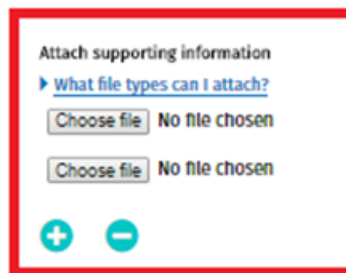 Attach supporting information
What file types can I attach?
Choose file No file chosen
Choose file No file chosen